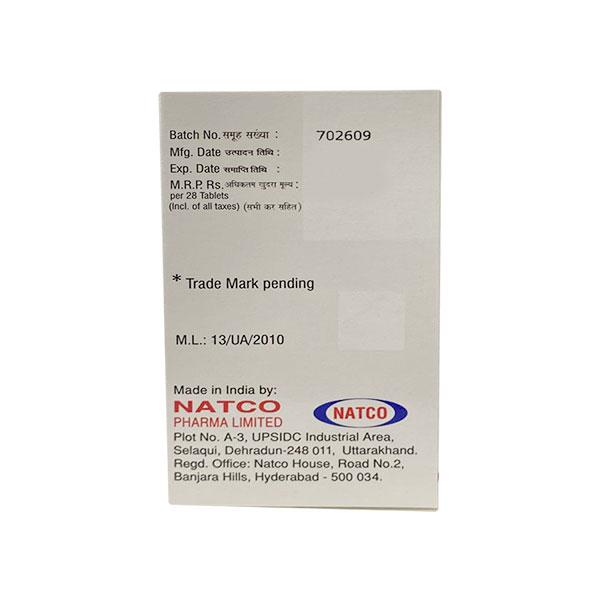 Batch No. समूह सख्या : 702609
Mfg. Date उत्पादन तिथि :
Exp. Date समाप्ति तिथि :
M.R.P. Rs. अधिकतम खुदरा मूल्य :
per 28 Tablets
(Incl. of all taxes) (सभी कर सहित)
* Trade Mark pending
M.L.: 13/UA/2010
Made in India by:
NATCO
PHARMA LIMITED
NATCO
Plot No. A-3, UPSIDC Industrial Area,
Selaqui, Dehradun-248 011, Uttarakhand.
Regd. Office: Natco House, Road No.2,
Banjara Hills, Hyderabad - 500 034.